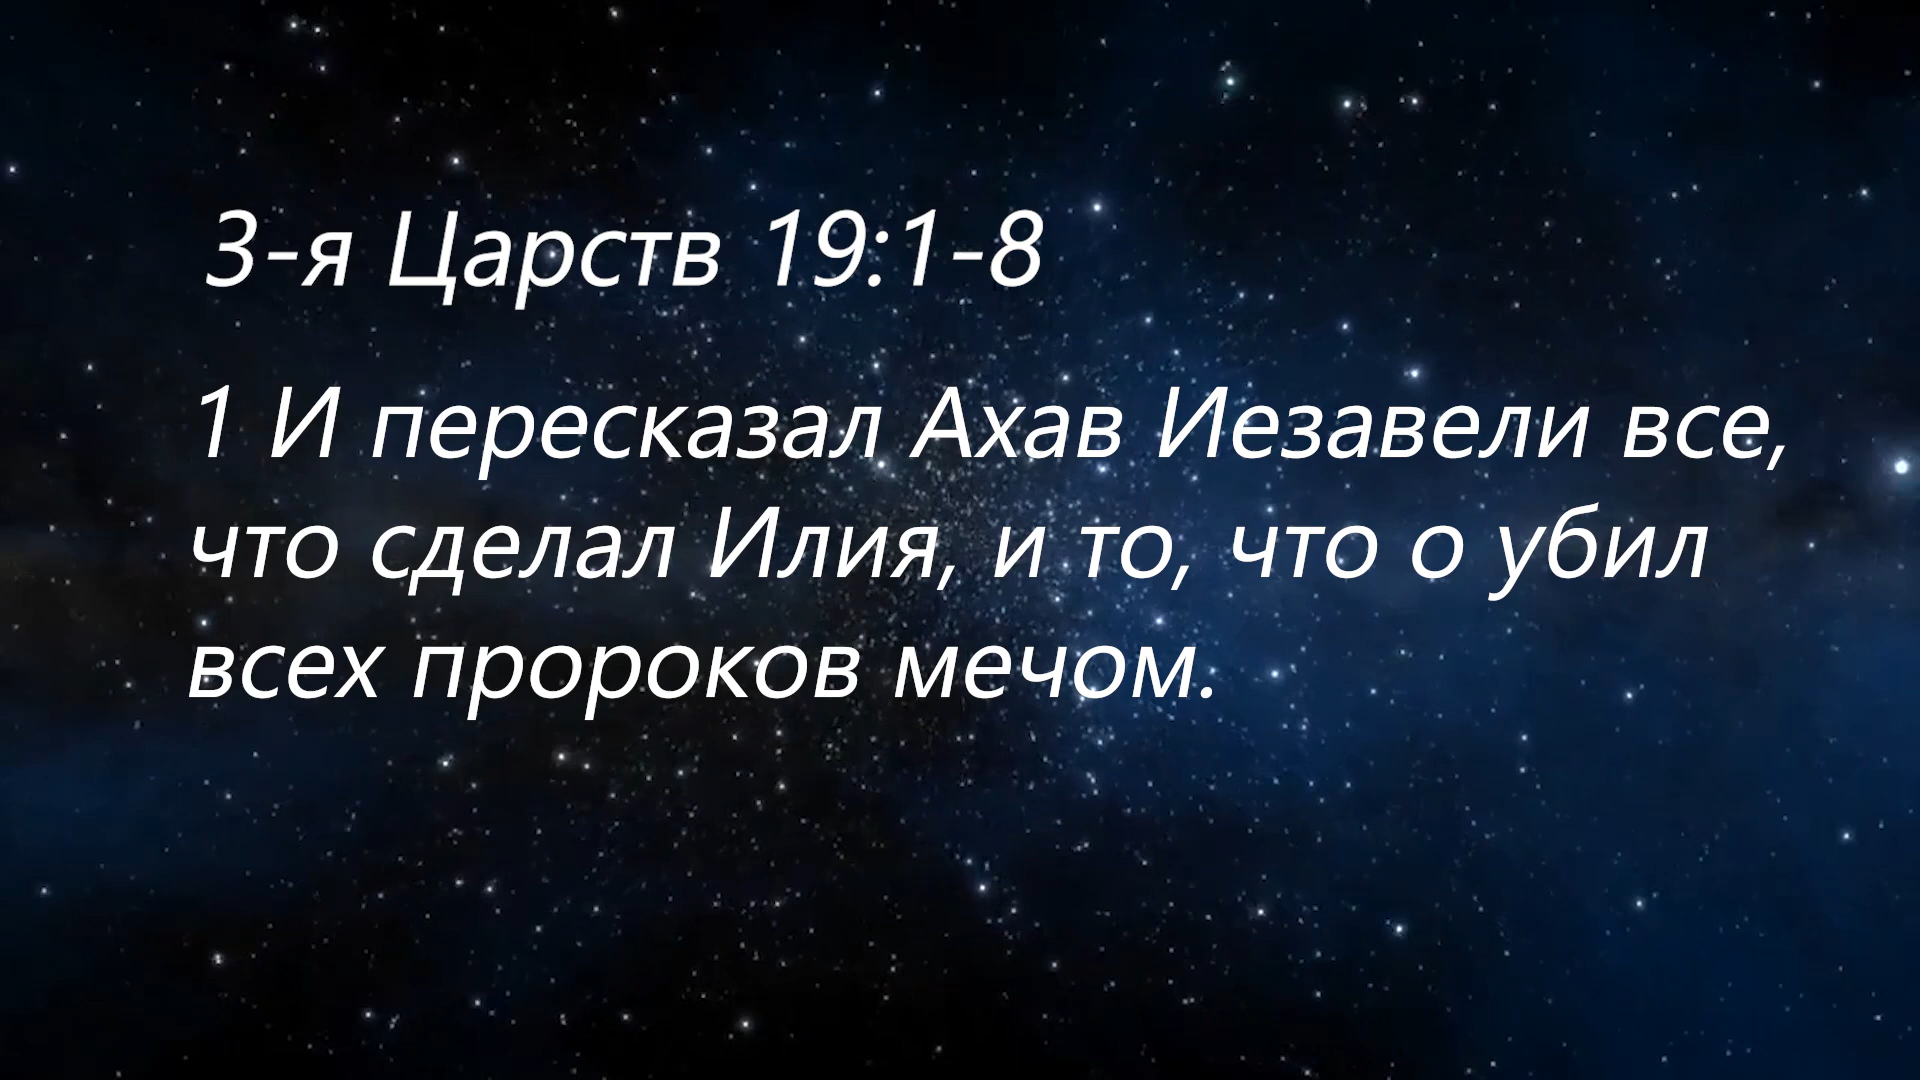 3-я Царств 19:1-8
1 И пересказал Ахав Иезавели все,
что сделал Илия, и то, что о убил
всех пророков мечом.